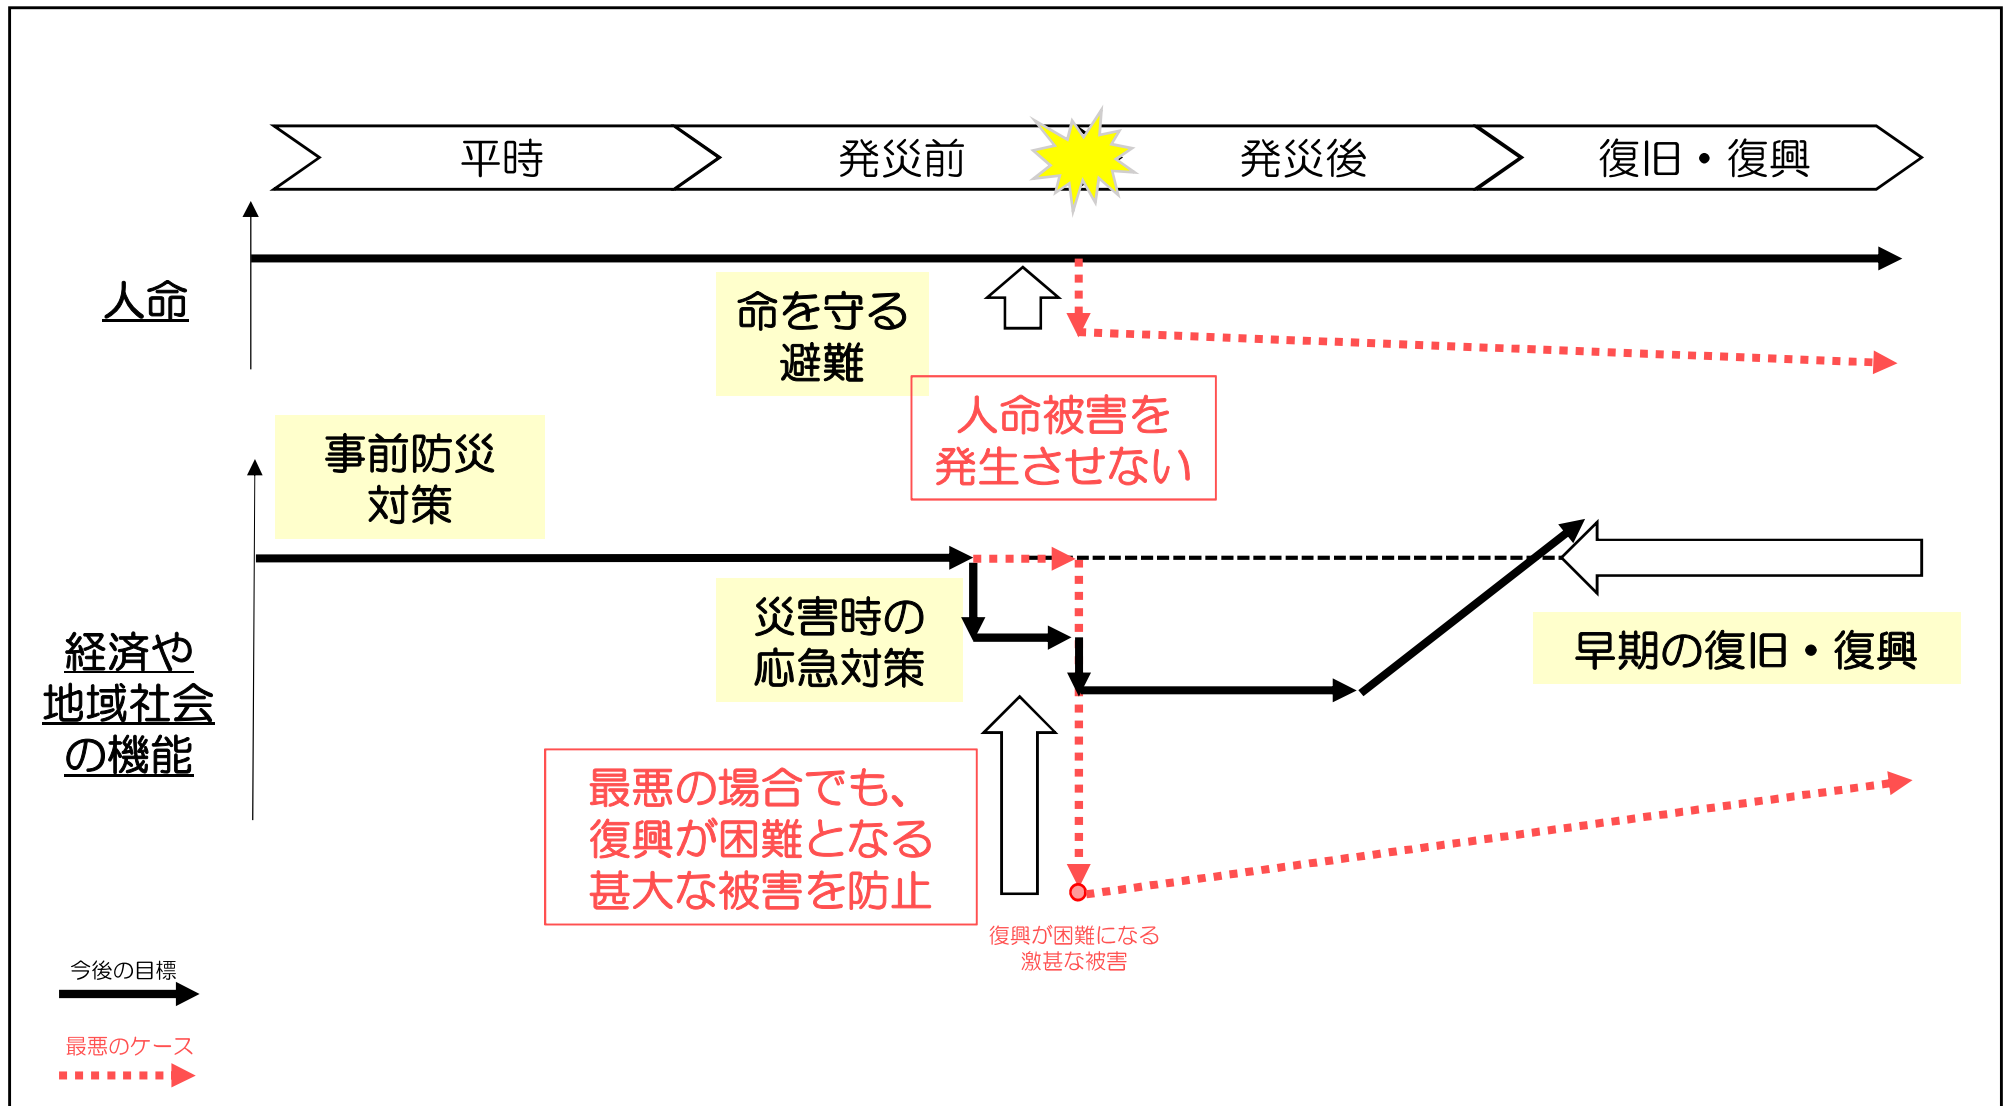 平時
発災前
発災後
復旧・復興
人命
命を守る
避難
人命被害を
発生させない
事前防災
対策
経済や
地域社会
の機能
災害時の
応急対策
早期の復旧・復興
最悪の場合でも、
復興が困難となる
甚大な被害を防止
復興が困難になる
激甚な被害
今後の目標
最悪のケース